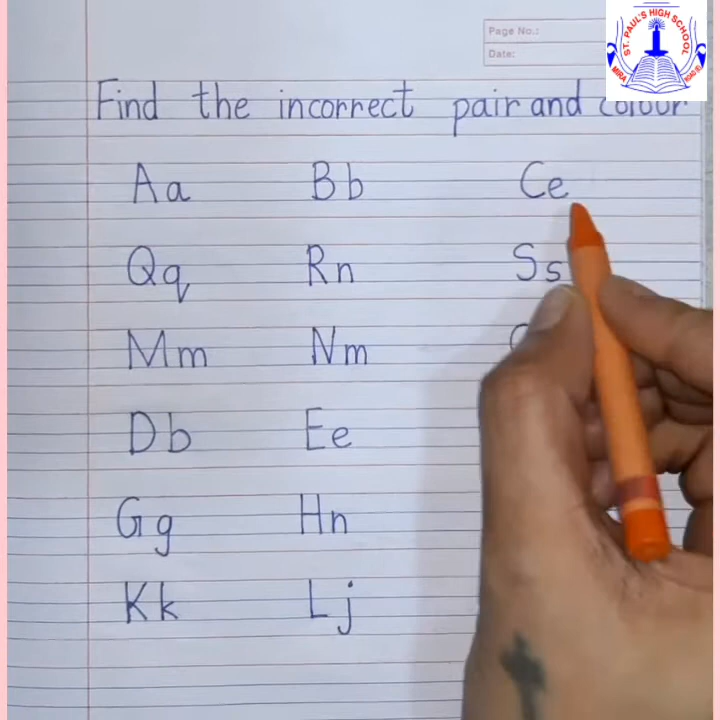 Page No.:
Date:
ST. PAUL'S HIGH SCHOOL
MIRA
Find the incorrect pair and colour
Aa Bb Ce
Qq Rn Ss
Mm Nm
Db Ee
Gg Hn
Kk Lj